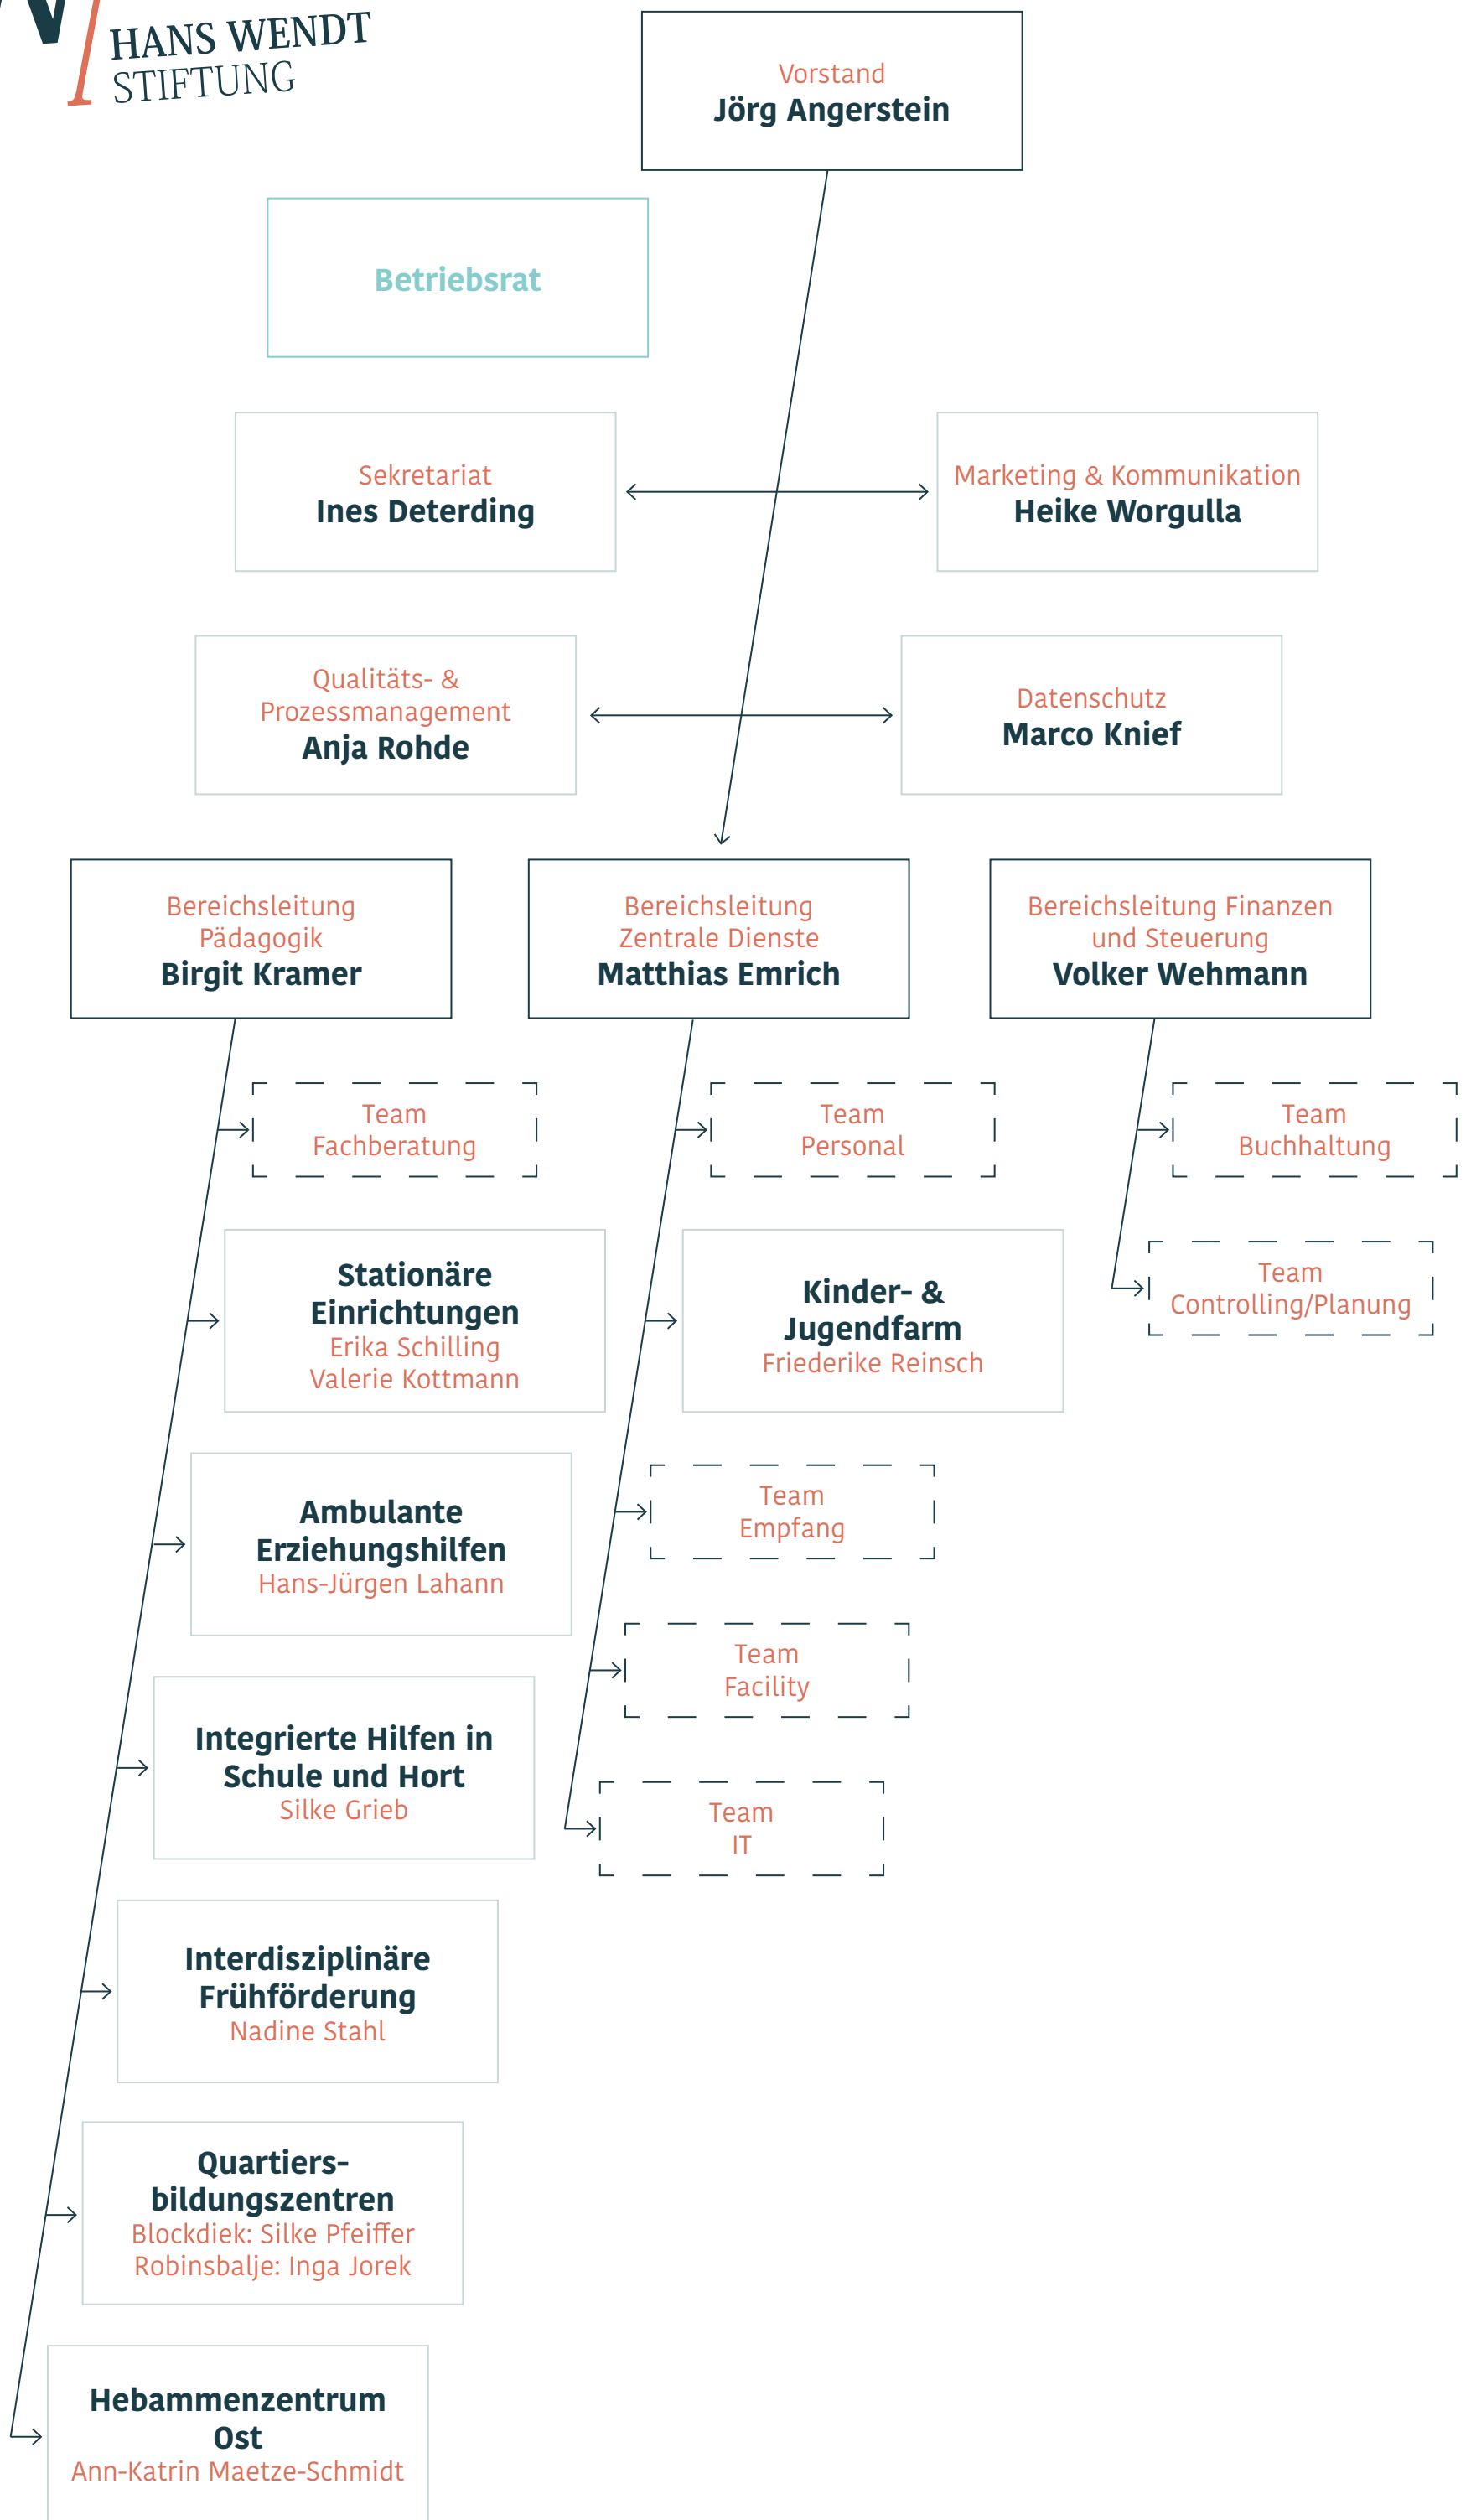 HANS WENDT
STIFTUNG
Vorstand
Jörg Angerstein
Betriebsrat
Sekretariat
Ines Deterding
Marketing & Kommunikation
Heike Worgulla
Qualitäts- &
Prozessmanagement
Anja Rohde
Datenschutz
Marco Knief
Bereichsleitung
Pädagogik
Birgit Kramer
Bereichsleitung
Zentrale Dienste
Matthias Emrich
Bereichsleitung Finanzen
und Steuerung
Volker Wehmann
Team
Fachberatung
Stationäre
Einrichtungen
Erika Schilling
Valerie Kottmann
Ambulante
Erziehungshilfen
Hans-Jürgen Lahann
Integrierte Hilfen in
Schule und Hort
Silke Grieb
Interdisziplinäre
Frühförderung
Nadine Stahl
Quartiers-
bildungszentren
Blockdiek: Silke Pfeiffer
Robinsbalje: Inga Jorek
Hebammenzentrum
Ost
Ann-Katrin Maetze-Schmidt
Team
Personal
Kinder- &
Jugendfarm
Friederike Reinsch
Team
Empfang
Team
Facility
Team
IT
Team
Buchhaltung
Team
Controlling/Planung